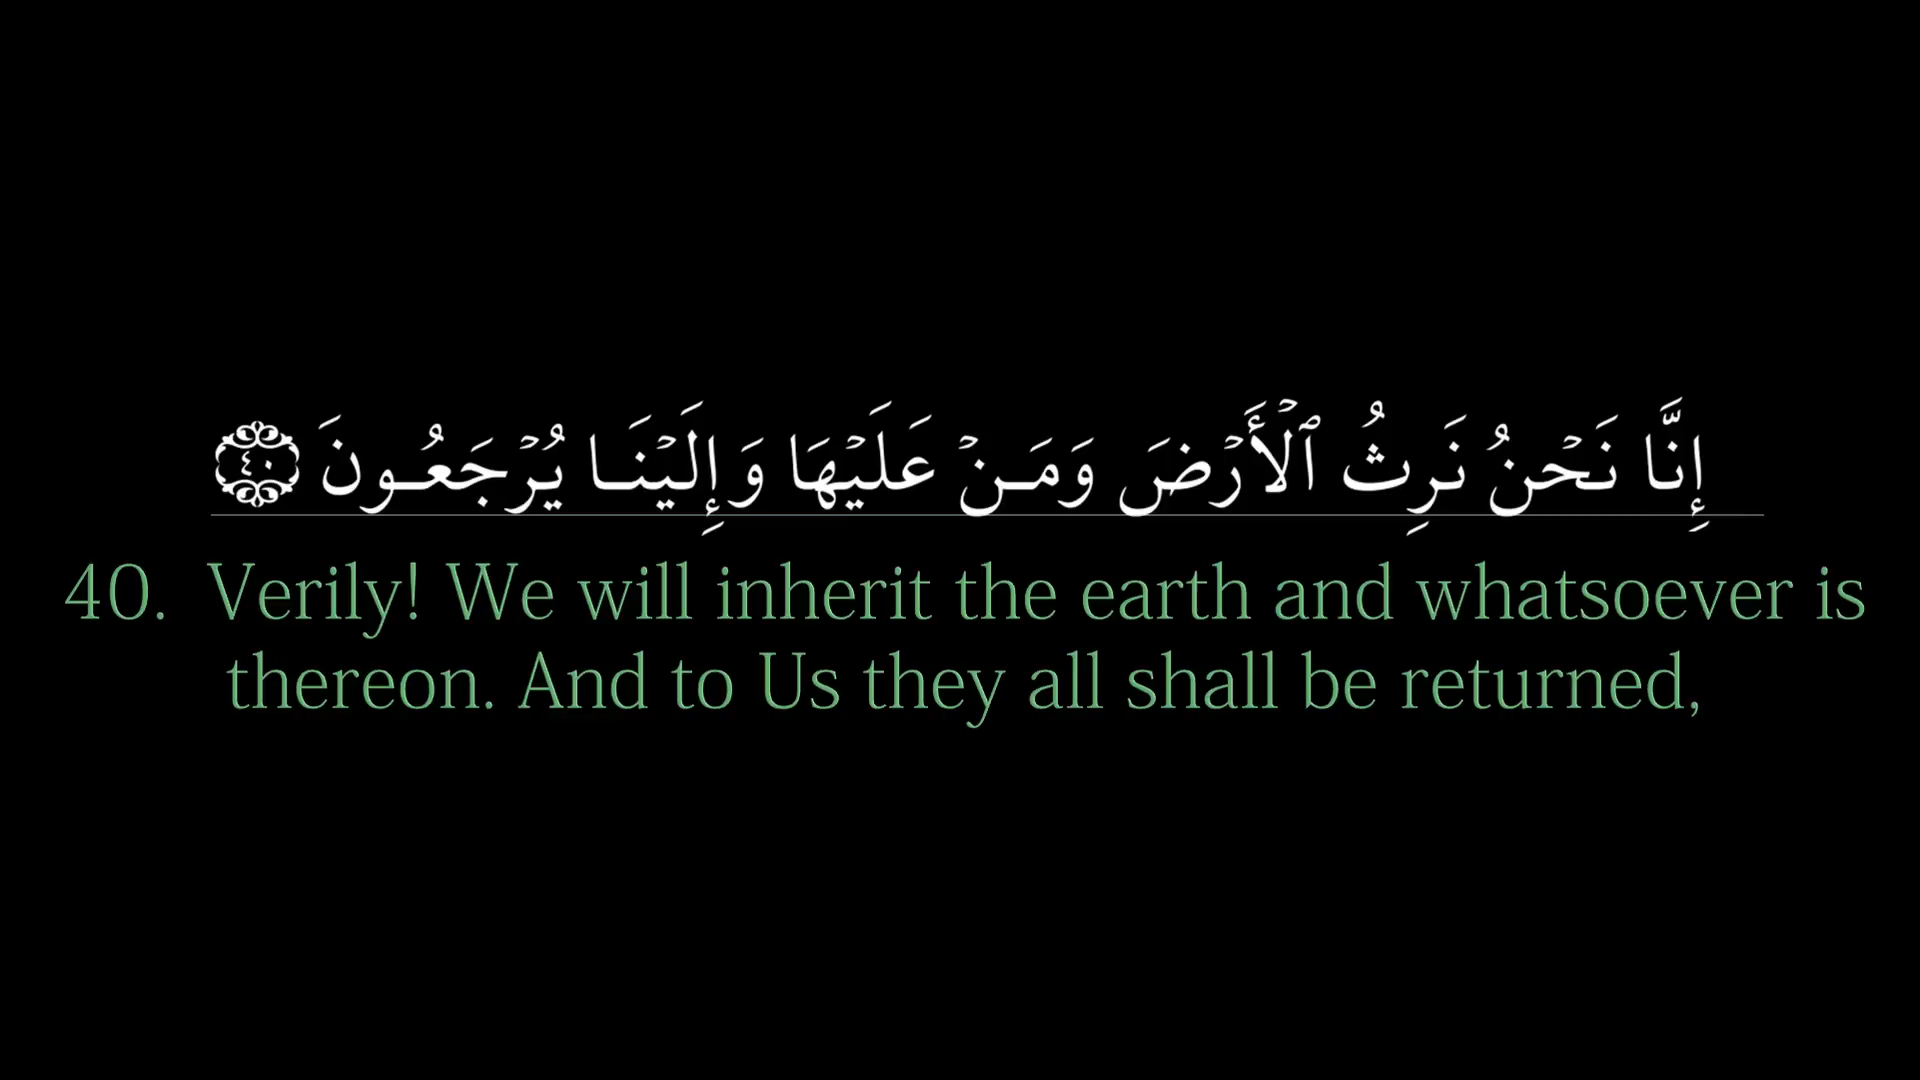 إِنَّا نَحۡنُ نَرِثُ ٱلۡأَرۡضَ وَمَنۡ عَلَيۡهَا وَإِلَيۡنَا يُرۡجَعُونَ ٤٠
40. Verily! We will inherit the earth and whatsoever is
thereon. And to Us they all shall be returned,